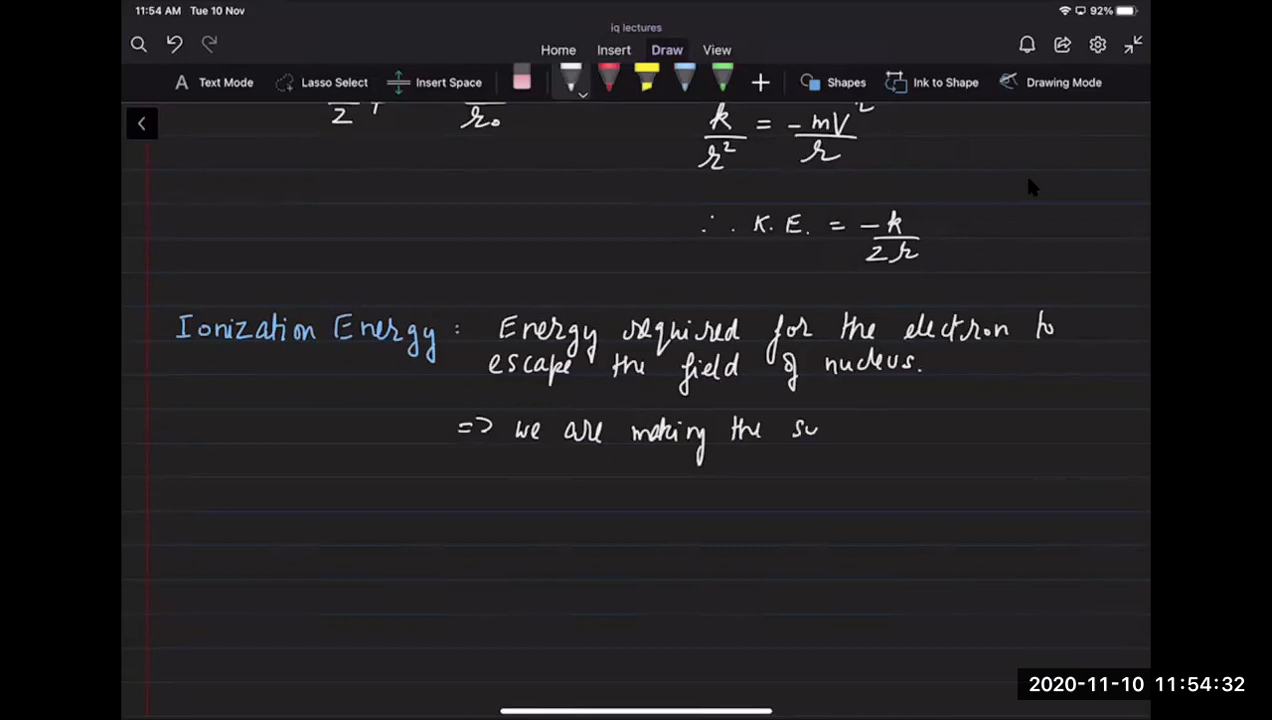 11:54 AM Tue 10 Nov
92%
iq lectures
Home Insert Draw View
Text Mode Lasso Select Insert Space Shapes Ink to Shape Drawing Mode
2
r₀
k/r² = -mV²/r
∴ K.E. = -k/2r
Ionization Energy : Energy required for the electron to
escape the field of nucleus.
=> we are making the su
2020-11-10 11:54:32